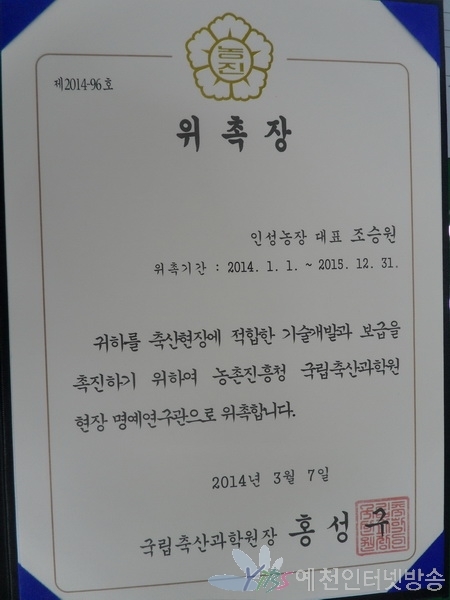 농진
제2014-96호
위 촉 장
인성농장 대표 조승원
위촉기간 : 2014. 1. 1. ~ 2015. 12. 31.
귀하를 축산현장에 적합한 기술개발과 보급을
촉진하기 위하여 농촌진흥청 국립축산과학원
현장 명예연구관으로 위촉합니다.
2014년 3월 7일
국립축산과학원장 홍 성 구
예천인터넷방송